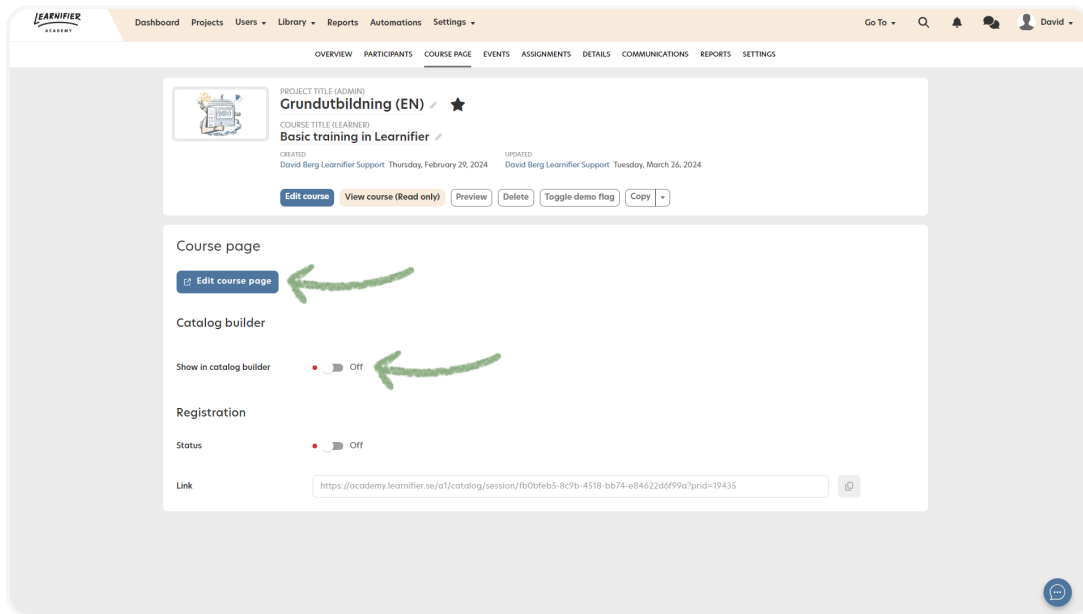 LEARNIFIER
ACADEMY
Dashboard Projects Users Library Reports Automations Settings Go To David
OVERVIEW PARTICIPANTS COURSE PAGE EVENTS ASSIGNMENTS DETAILS COMMUNICATIONS REPORTS SETTINGS
PROJECT TITLE (ADMIN)
Grundutbildning (EN)
COURSE TITLE (LEARNER)
Basic training in Learnifier
CREATED UPDATED
David Berg Learnifier Support Thursday, February 29, 2024 David Berg Learnifier Support Tuesday, March 26, 2024
Edit course View course (Read only) Preview Delete Toggle demo flag Copy
Course page
Edit course page
Catalog builder
Show in catalog builder Off
Registration
Status Off
Link https://academy.learnifier.se/a1/catalog/session/fb0bfeb5-8c9b-4518-bb74-e84622d6f99a?prid=19435